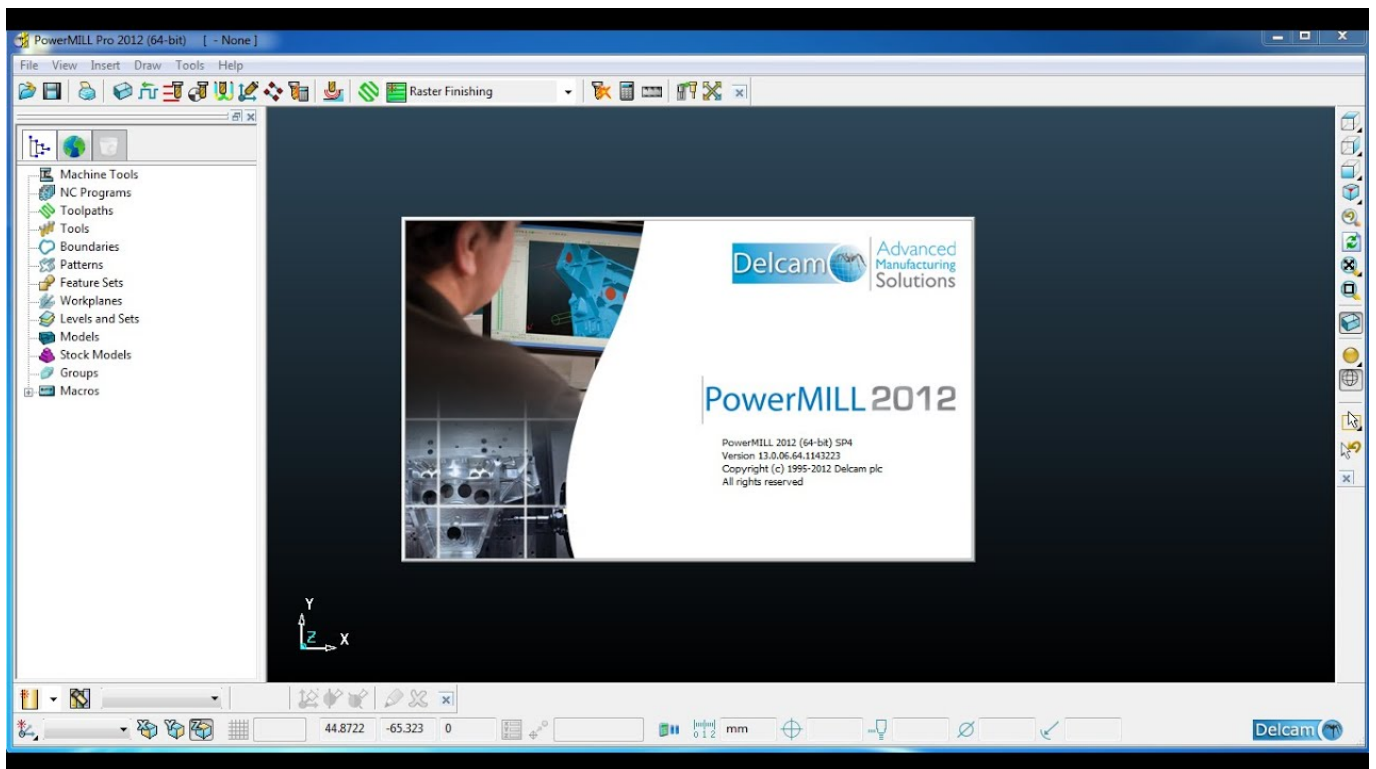 PowerMILL Pro 2012 (64-bit) [ - None ]
File View Insert Draw Tools Help
Raster Finishing
Machine Tools
NC Programs
Toolpaths
Tools
Boundaries
Patterns
Feature Sets
Workplanes
Levels and Sets
Models
Stock Models
Groups
Macros
Delcam
Advanced
Manufacturing
Solutions
PowerMILL 2012
PowerMILL 2012 (64-bit) SP4
Version 13.0.06.64.1143223
Copyright (c) 1995-2012 Delcam plc
All rights reserved
Y
Z X
44.8722 -65.323 0 mm
Delcam